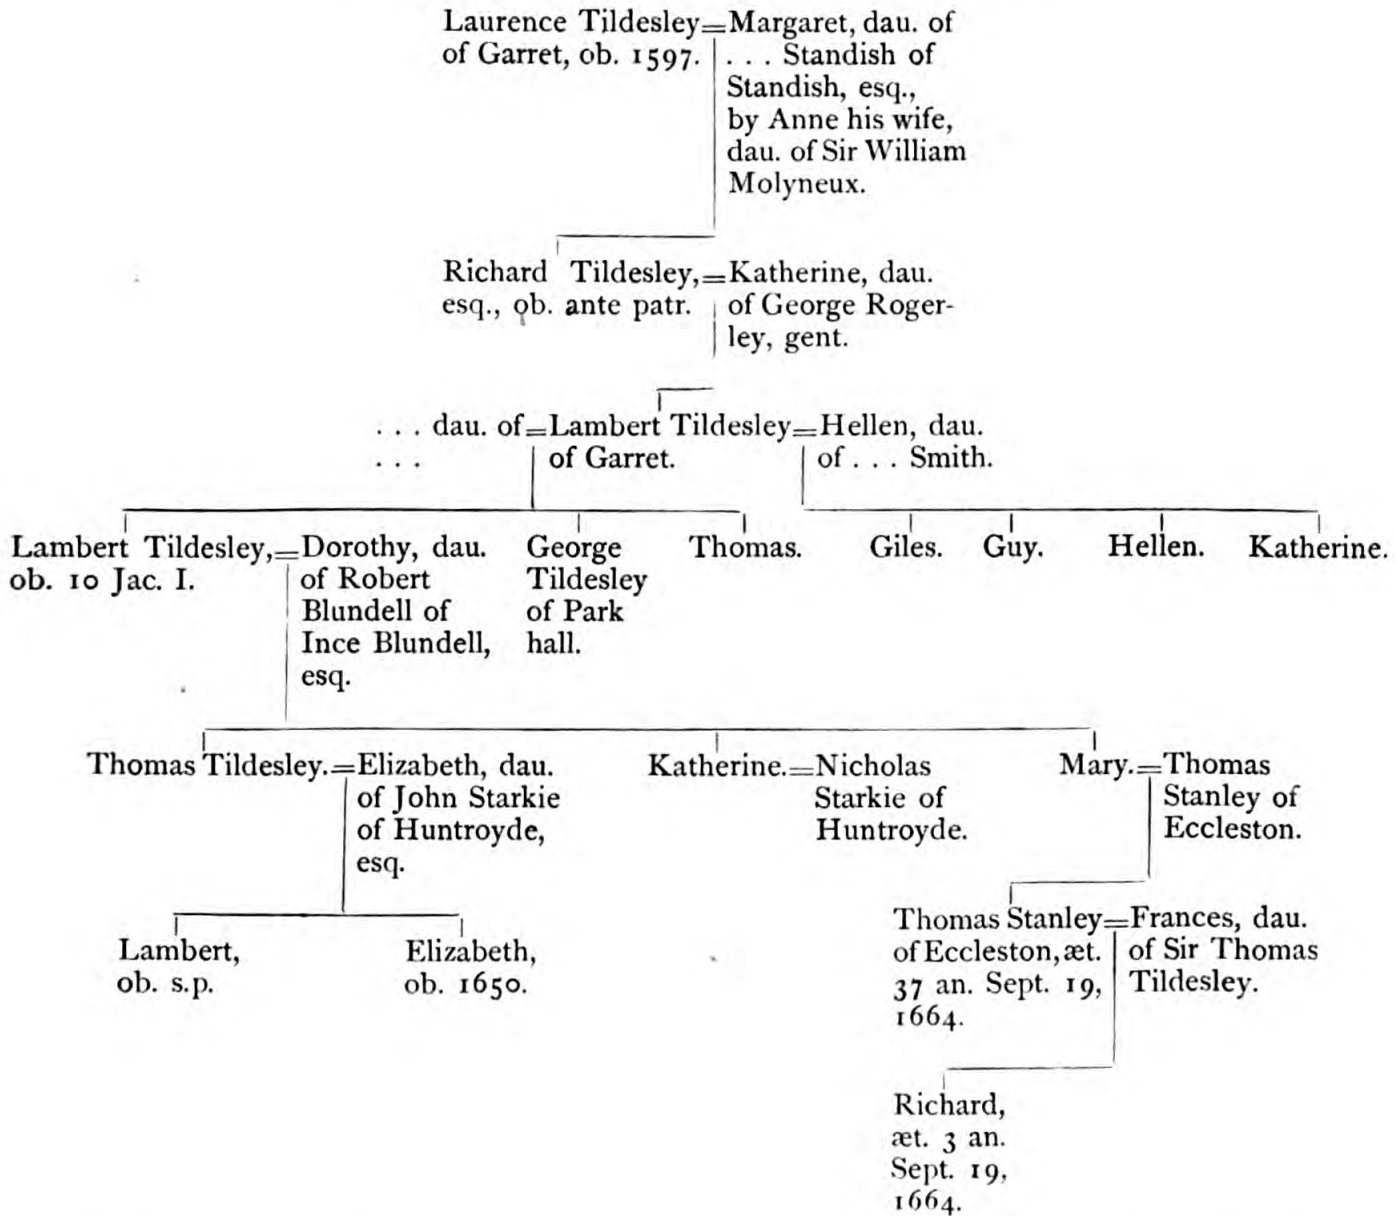 Laurence Tildesley=Margaret, dau. of
of Garret, ob. 1597. . . . Standish of
Standish, esq.,
by Anne his wife,
dau. of Sir William
Molyneux.
Richard Tildesley,=Katherine, dau.
esq., ob. ante patr. of George Roger-
ley, gent.
. . . dau. of=Lambert Tildesley=Hellen, dau.
. . . of Garret. of . . . Smith.
Lambert Tildesley,=Dorothy, dau. George Thomas. Giles. Guy. Hellen. Katherine.
ob. 10 Jac. I. of Robert Tildesley
Blundell of of Park
Ince Blundell, hall.
esq.
Thomas Tildesley.=Elizabeth, dau. Katherine.=Nicholas Mary.=Thomas
of John Starkie Starkie of Stanley of
of Huntroyde, Huntroyde. Eccleston.
esq.
Thomas Stanley=Frances, dau.
Lambert, Elizabeth, of Eccleston, æt. of Sir Thomas
ob. s.p. ob. 1650. 37 an. Sept. 19, Tildesley.
1664.
Richard,
æt. 3 an.
Sept. 19,
1664.